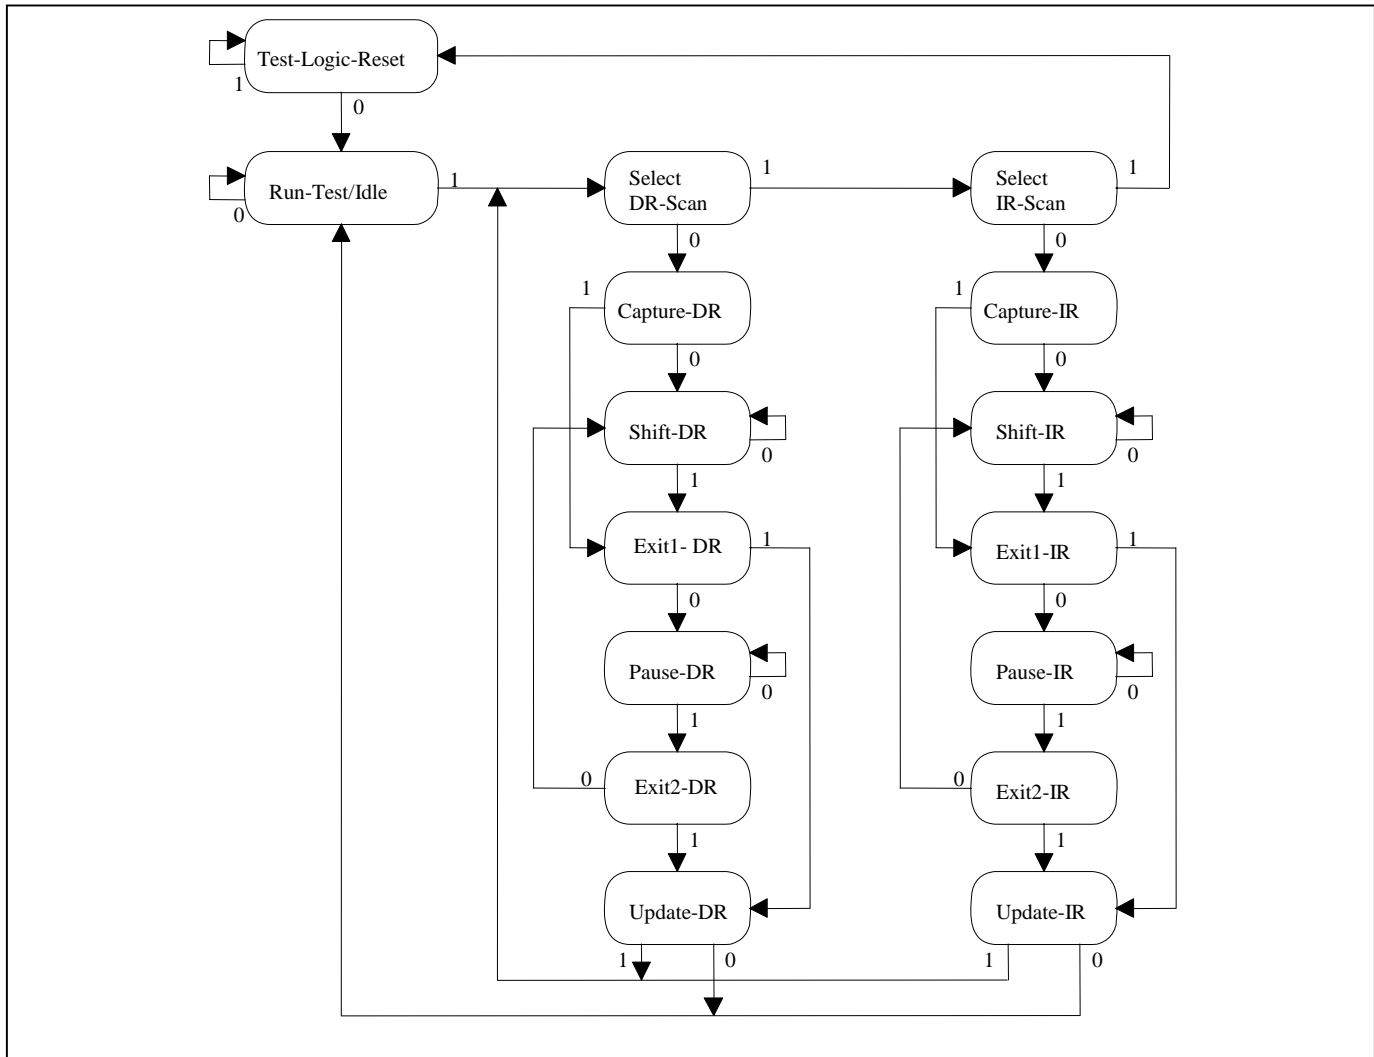 Test-Logic-Reset
1
0
Run-Test/Idle
1
0
Select
DR-Scan
1
0
Select
IR-Scan
1
0
1
Capture-DR
0
1
Capture-IR
0
Shift-DR
0
1
Shift-IR
0
1
Exit1- DR
1
0
Exit1-IR
1
0
Pause-DR
0
1
Pause-IR
0
1
0
Exit2-DR
1
0
Exit2-IR
1
Update-DR
1
0
Update-IR
1
0